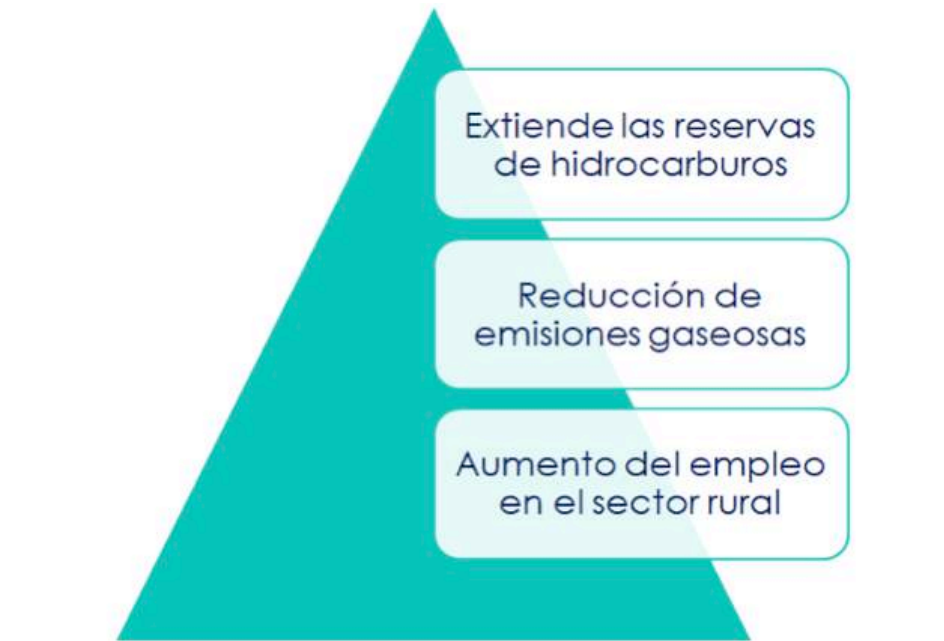 Extiende las reservas
de hidrocarburos
Reducción de
emisiones gaseosas
Aumento del empleo
en el sector rural